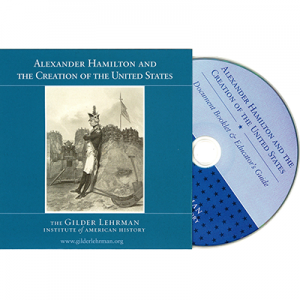 ALEXANDER HAMILTON AND
THE CREATION OF THE UNITED STATES
THE GILDER LEHRMAN
INSTITUTE of AMERICAN HISTORY
www.gilderlehrman.org
ALEXANDER HAMILTON AND THE
CREATION OF THE UNITED STATES
Document Booklet & Educator's Guide